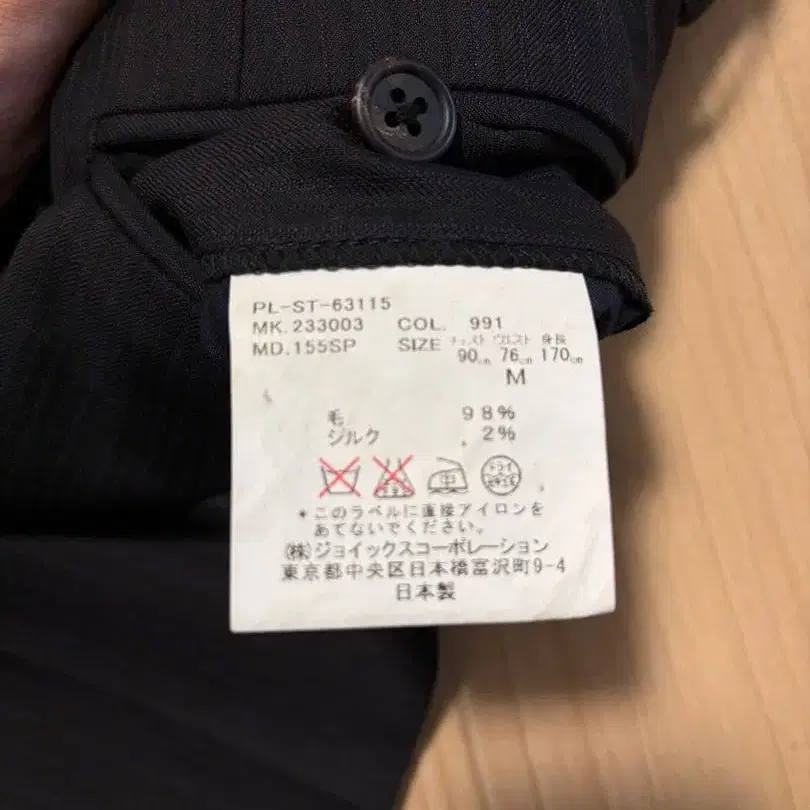 PL-ST-63115
MK.233003 COL. 991
MD.155SP SIZE チェスト ウエスト 身長
90cm 76cm 170cm
M
毛 98%
シルク 2%
中 ドライ セキユ系
*このラベルに直接アイロンを
あてないでください。
(株)ジョイックスコーポレーション
東京都中央区日本橋富沢町9-4
日本製